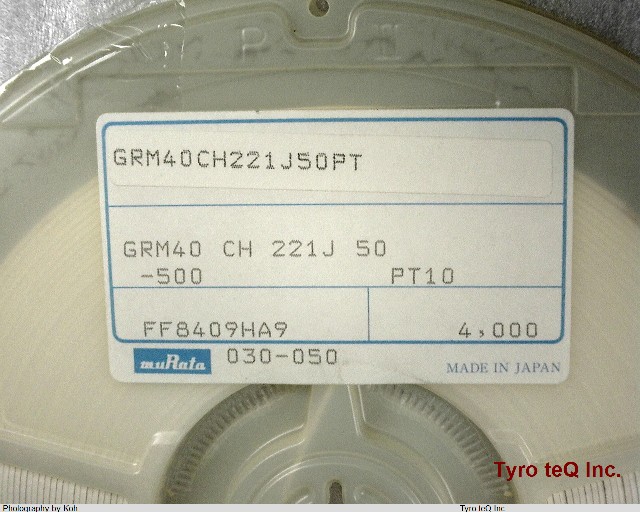 GRM40CH221J50PT
GRM40 CH 221J 50
-500 PT10
FF8409HA9 4,000
muRata 030-050 MADE IN JAPAN
Tyro teQ Inc.
Photography by Koh Tyro teQ Inc